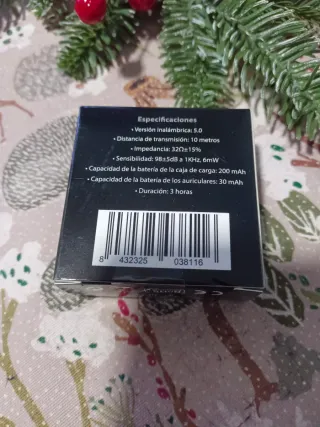 Especificaciones
• Versión inalámbrica: 5.0
• Distancia de transmisión: 10 metros
• Impedancia: 32Ω±15%
• Sensibilidad: 98±5dB a 1KHz, 6mW
• Capacidad de la batería de la caja de carga: 200 mAh
• Capacidad de la batería de los auriculares: 30 mAh
• Duración: 3 horas
8 432325 038116